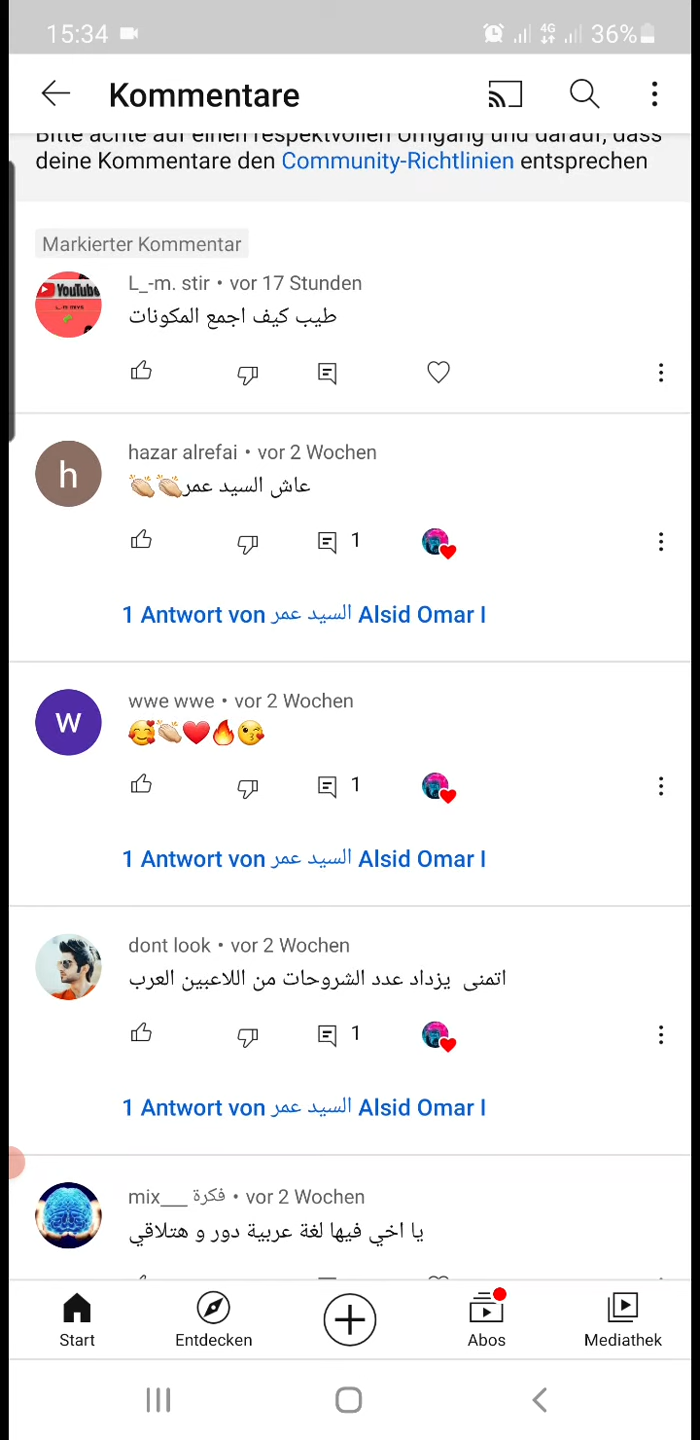 15:34
4G
36%
Kommentare
Bitte achte auf einen respektvollen Umgang und darauf, dass
deine Kommentare den Community-Richtlinien entsprechen
Markierter Kommentar
YouTube
L_-m. stir • vor 17 Stunden
طيب كيف اجمع المكونات
h
hazar alrefai • vor 2 Wochen
عاش السيد عمر👏🏼👏🏼
1
1 Antwort von السيد عمر Alsid Omar I
W
wwe wwe • vor 2 Wochen
🥰👏🏼❤️🔥😘
1
1 Antwort von السيد عمر Alsid Omar I
dont look • vor 2 Wochen
اتمنى يزداد عدد الشروحات من اللاعبين العرب
1
1 Antwort von السيد عمر Alsid Omar I
mix___ فكرة • vor 2 Wochen
يا اخي فيها لغة عربية دور و هتلاقي
Start
Entdecken
Abos
Mediathek